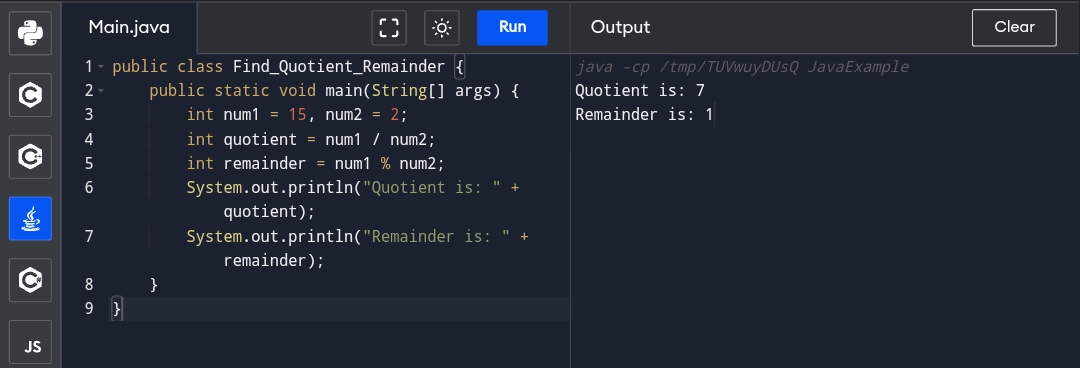 Main.java
Run
Output
Clear
1 public class Find_Quotient_Remainder {
2 public static void main(String[] args) {
3 int num1 = 15, num2 = 2;
4 int quotient = num1 / num2;
5 int remainder = num1 % num2;
6 System.out.println("Quotient is: " +
quotient);
7 System.out.println("Remainder is: " +
remainder);
8 }
9 }
java -cp /tmp/TUVwuyDUsQ JavaExample
Quotient is: 7
Remainder is: 1
C
C++
C#
JS